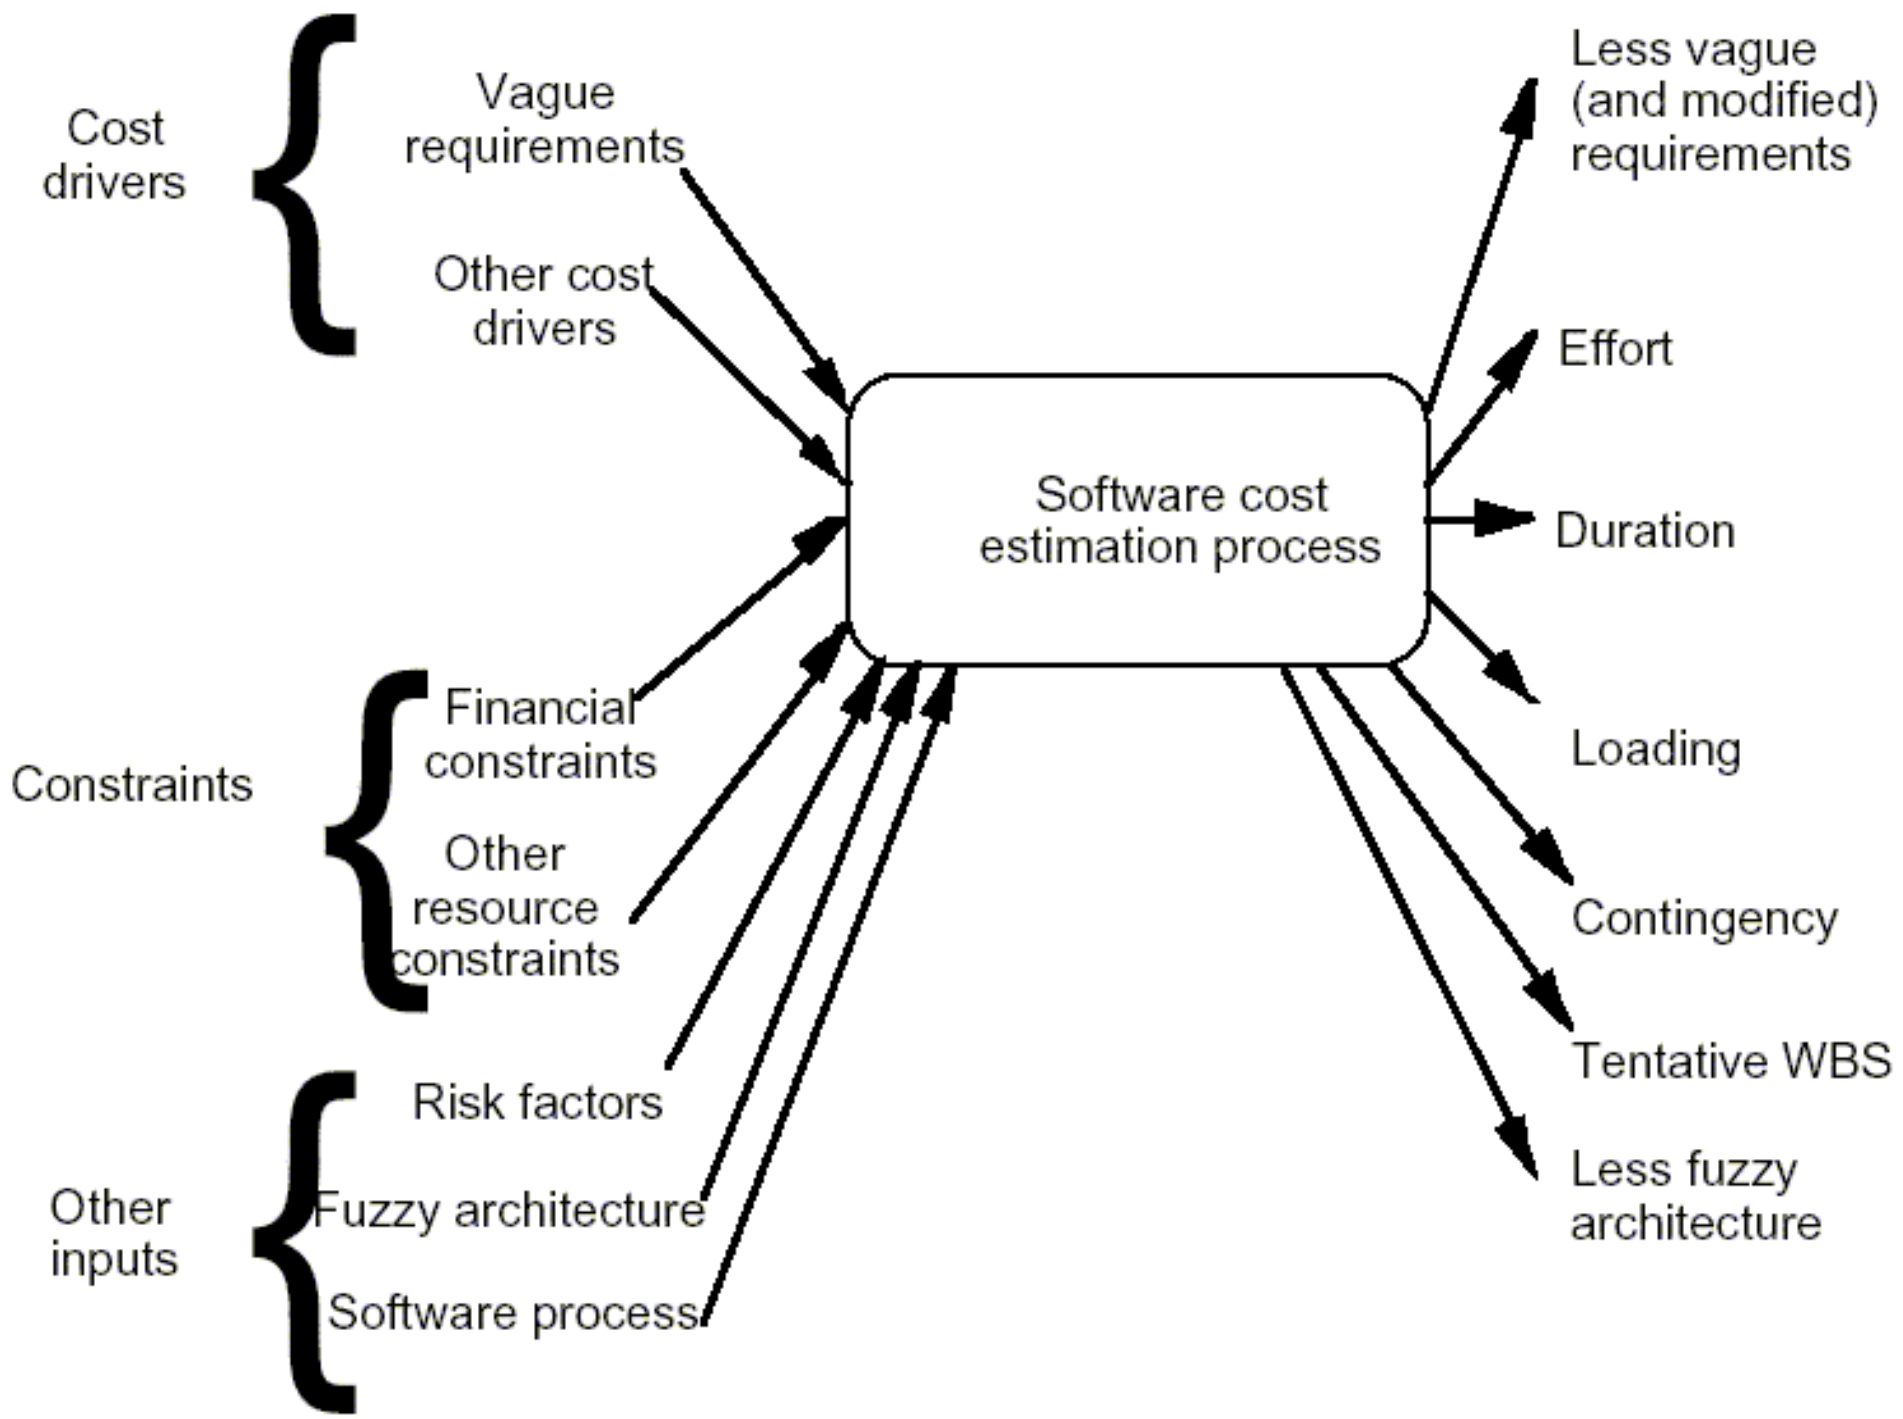 Cost
drivers
Vague
requirements
Other cost
drivers
Constraints
Financial
constraints
Other
resource
constraints
Other
inputs
Risk factors
Fuzzy architecture
Software process
Software cost
estimation process
Less vague
(and modified)
requirements
Effort
Duration
Loading
Contingency
Tentative WBS
Less fuzzy
architecture